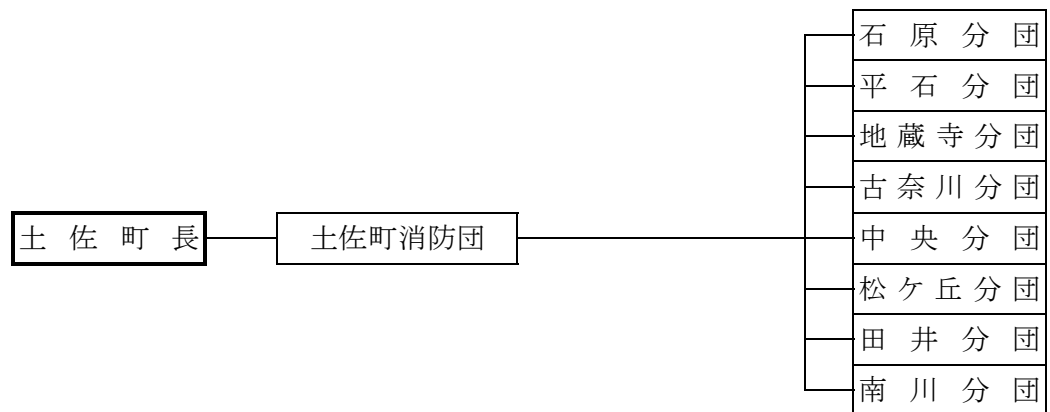 土佐町長
土佐町消防団
石原分団
平石分団
地蔵寺分団
古奈川分団
中央分団
松ケ丘分団
田井分団
南川分団